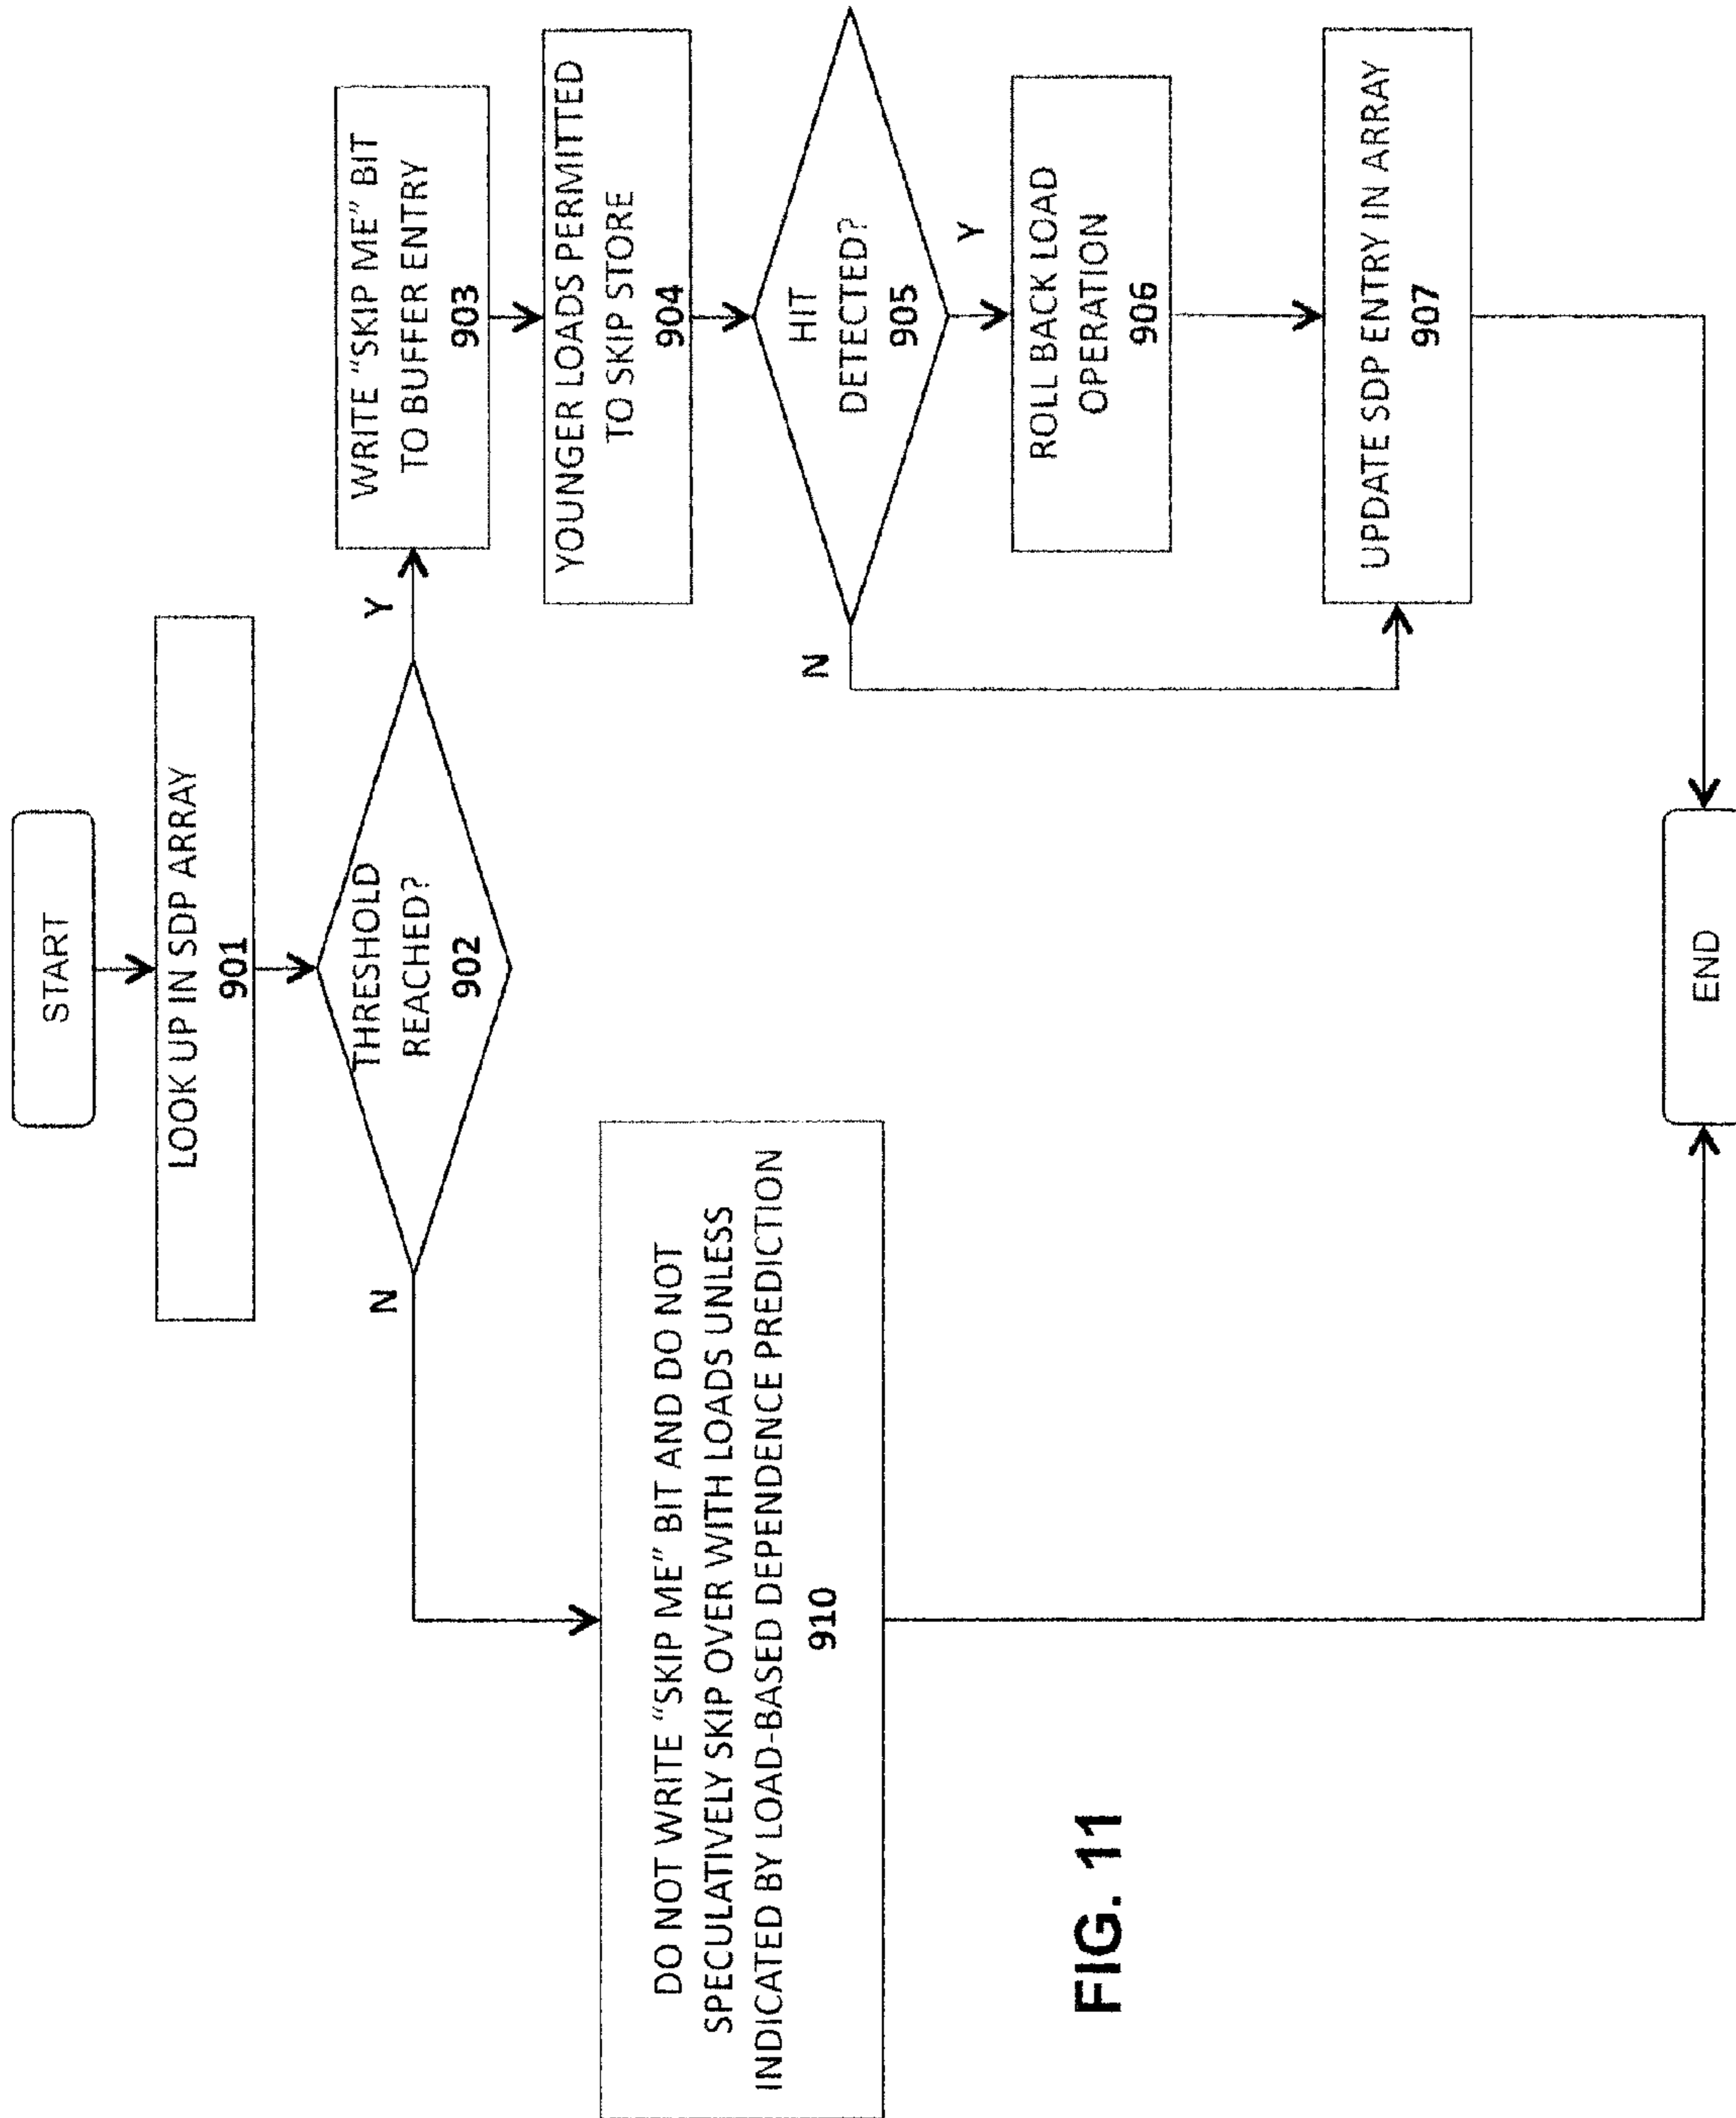 START
LOOK UP IN SDP ARRAY
901
THRESHOLD
REACHED?
902
Y
N
WRITE “SKIP ME” BIT
TO BUFFER ENTRY
903
YOUNGER LOADS PERMITTED
TO SKIP STORE
904
HIT
DETECTED?
905
Y
N
ROLL BACK LOAD
OPERATION
906
UPDATE SDP ENTRY IN ARRAY
907
DO NOT WRITE “SKIP ME” BIT AND DO NOT
SPECULATIVELY SKIP OVER WITH LOADS UNLESS
INDICATED BY LOAD-BASED DEPENDENCE PREDICTION
910
END
FIG. 11